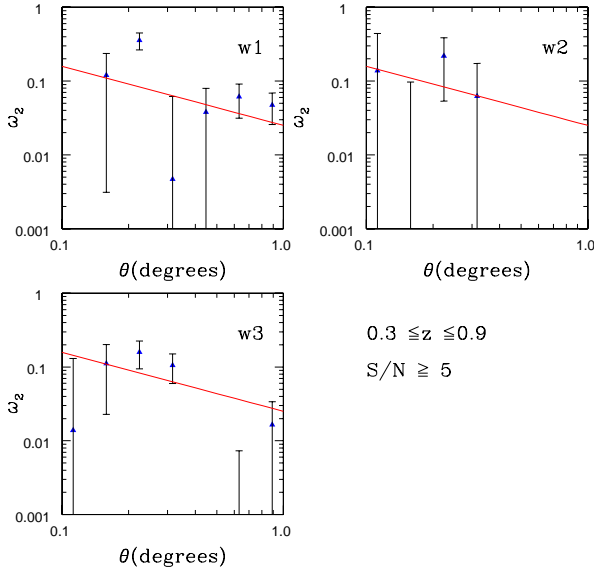 1
0.1
0.01
0.001
ω₂
w1
0.1
1.0
θ(degrees)
1
0.1
0.01
0.001
ω₂
w2
0.1
1.0
θ(degrees)
1
0.1
0.01
0.001
ω₂
w3
0.1
1.0
θ(degrees)
0.3 ≦z ≦0.9
S/N ≧ 5